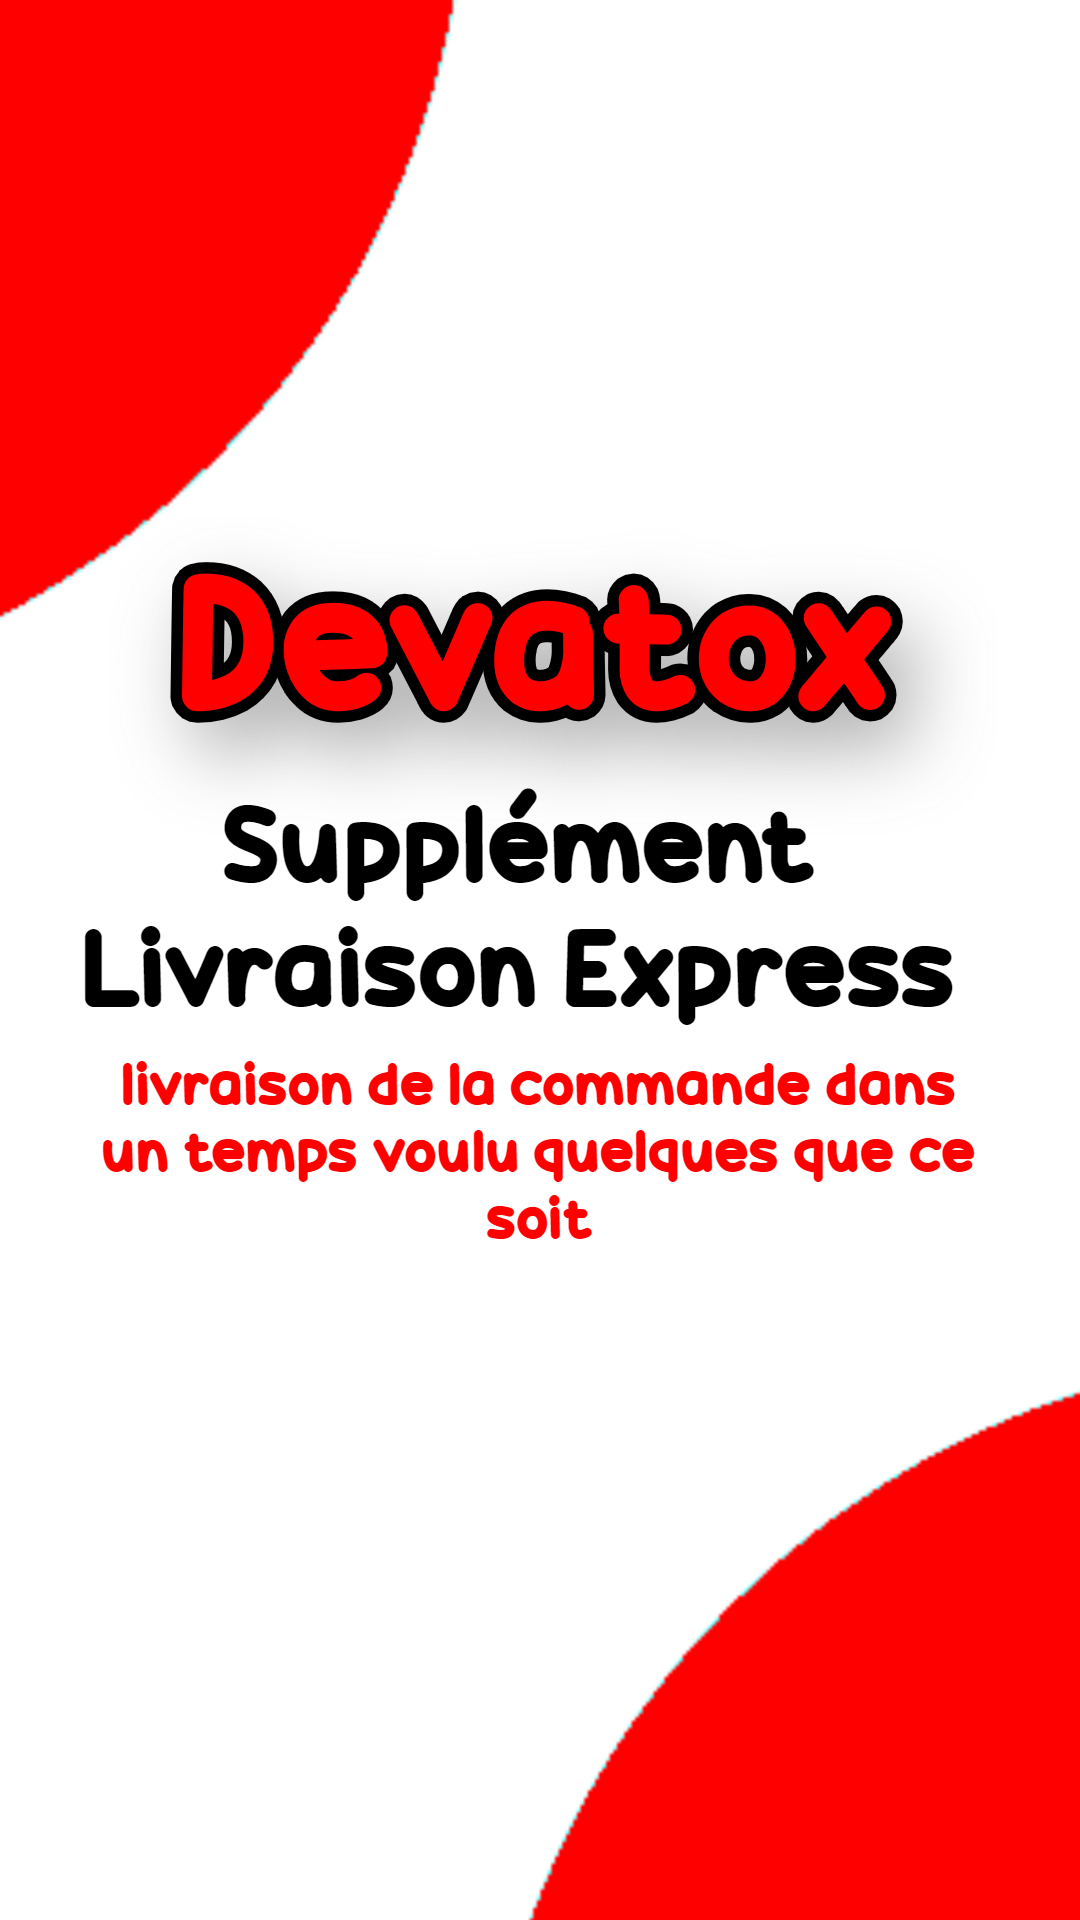 Devatox
Supplément
Livraison Express
livraison de la commande dans
un temps voulu quelques que ce
soit